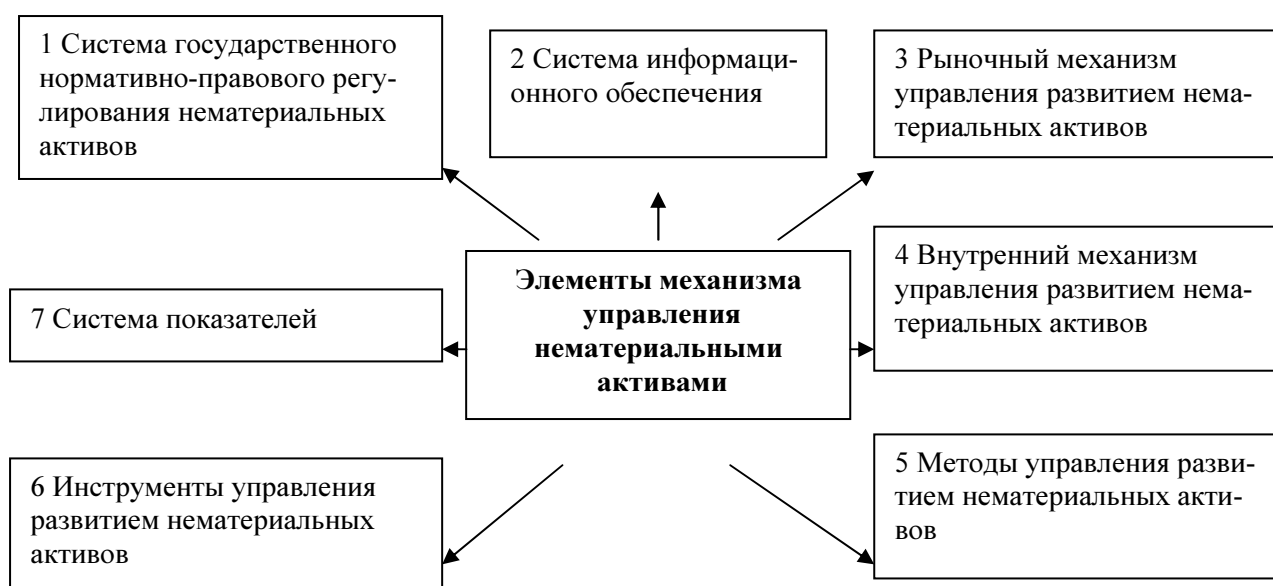 1 Система государственного
нормативно-правового регу-
лирования нематериальных
активов
2 Система информаци-
онного обеспечения
3 Рыночный механизм
управления развитием нема-
териальных активов
Элементы механизма
управления
нематериальными
активами
4 Внутренний механизм
управления развитием нема-
териальных активов
7 Система показателей
6 Инструменты управления
развитием нематериальных
активов
5 Методы управления разви-
тием нематериальных акти-
вов